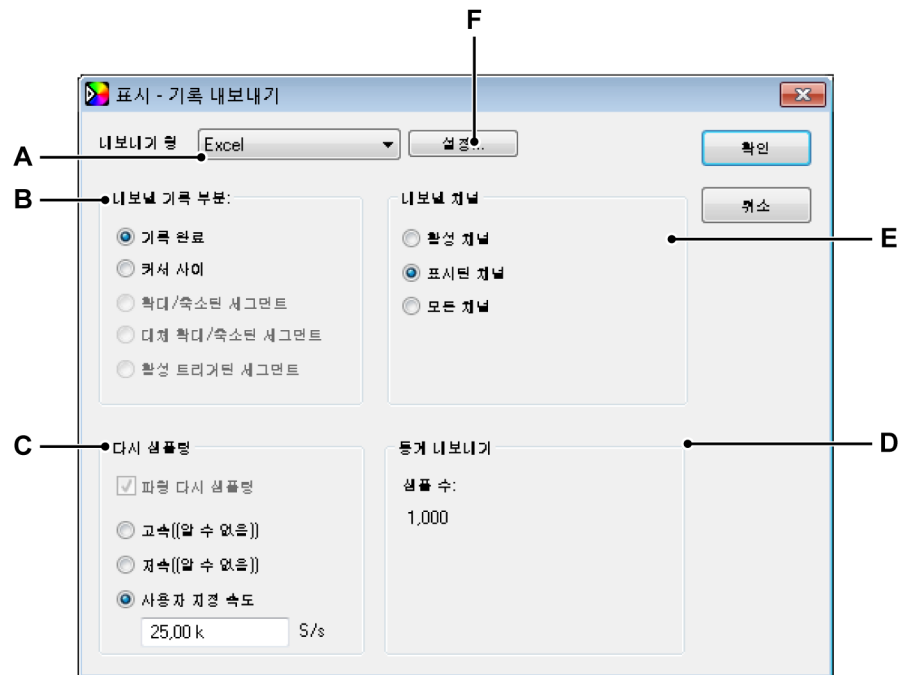 F
표시 - 기록 내보내기
A
내보내기 형
Excel
설정...
확인
B
내보낼 기록 부분:
내보낼 채널
취소
기록 완료
활성 채널
E
커서 사이
표시된 채널
확대/축소된 세그먼트
모든 채널
대체 확대/축소된 세그먼트
활성 트리거된 세그먼트
C
다시 샘플링
통계 내보내기
D
파형 다시 샘플링
샘플 수:
고속((알 수 없음))
1,000
저속((알 수 없음))
사용자 지정 속도
25,00 k
S/s